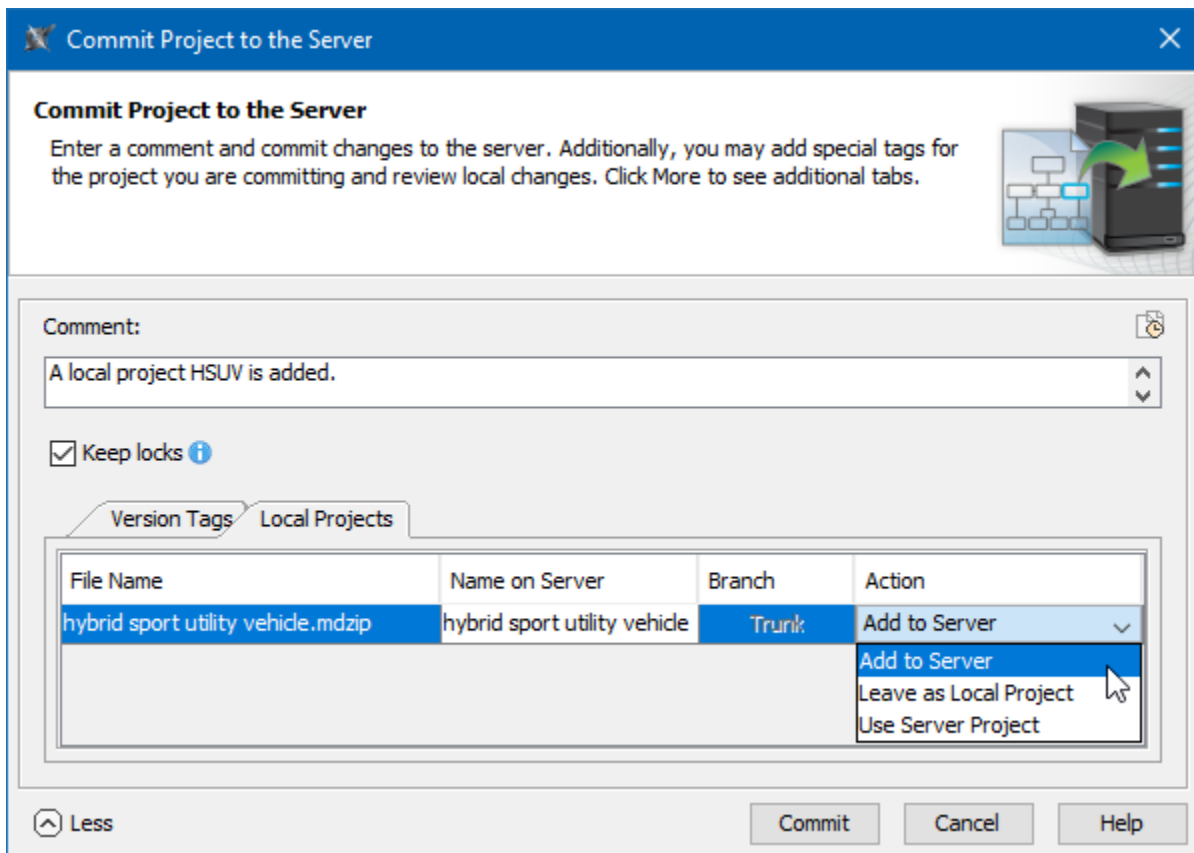 Commit Project to the Server
Commit Project to the Server
Enter a comment and commit changes to the server. Additionally, you may add special tags for
the project you are committing and review local changes. Click More to see additional tabs.
Comment:
A local project HSUV is added.
Keep locks
Version Tags Local Projects
File Name Name on Server Branch Action
hybrid sport utility vehicle.mdzip hybrid sport utility vehicle Trunk Add to Server
Add to Server
Leave as Local Project
Use Server Project
Less Commit Cancel Help